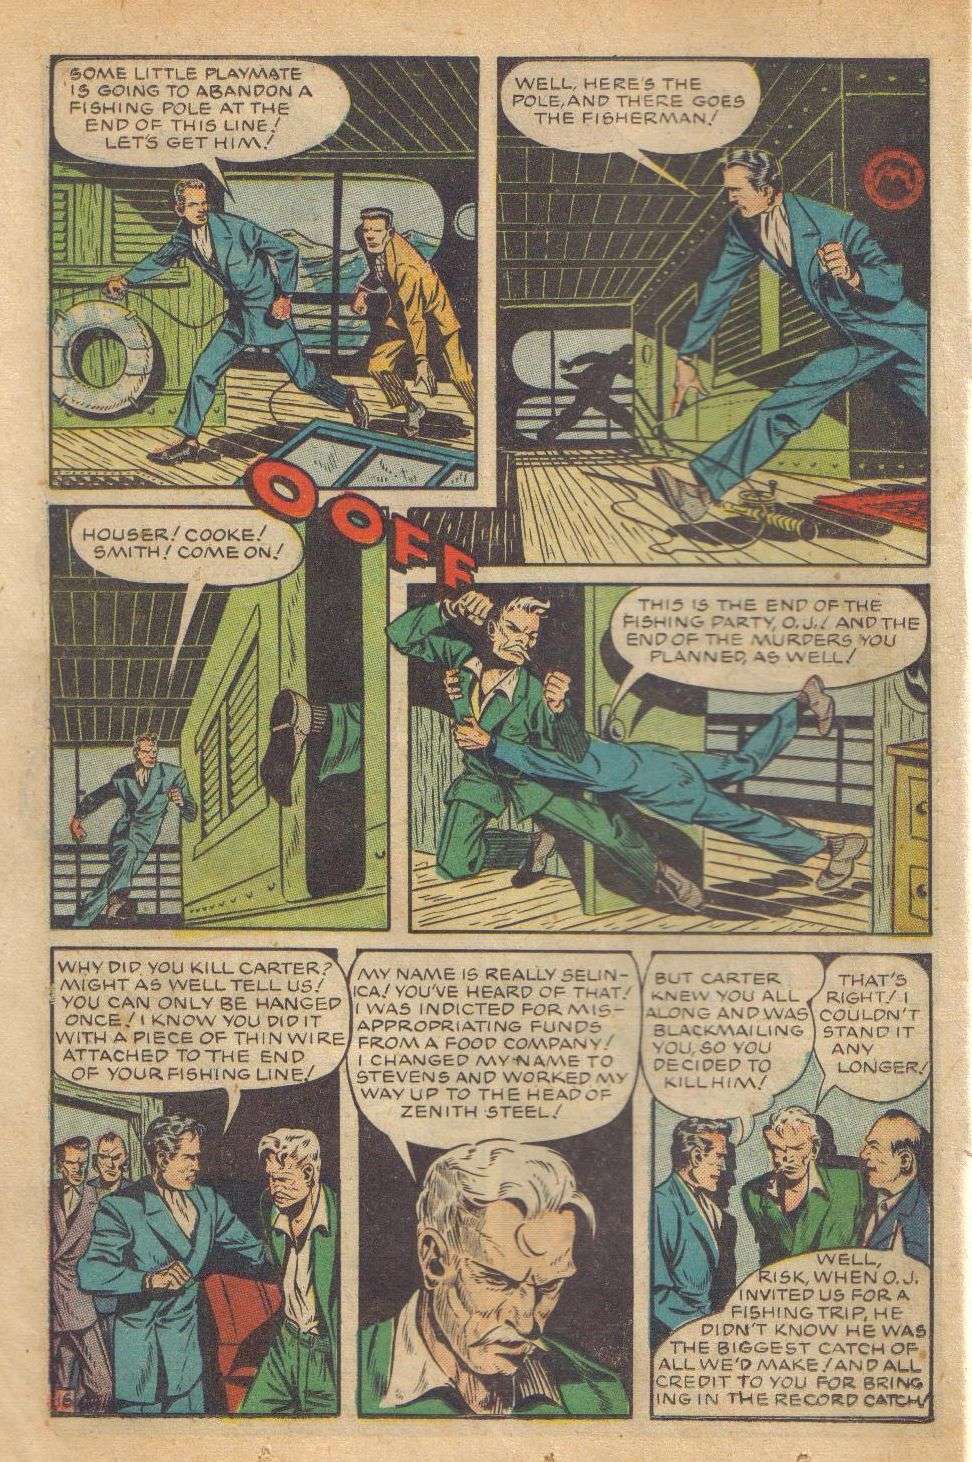 SOME LITTLE PLAYMATE
IS GOING TO ABANDON A
FISHING POLE AT THE
END OF THIS LINE!
LET'S GET HIM!
WELL, HERE'S THE
POLE, AND THERE GOES
THE FISHERMAN!
HOUSER! COOKE!
SMITH! COME ON!
OOFF
THIS IS THE END OF THE
FISHING PARTY, O.J.! AND THE
END OF THE MURDERS YOU
PLANNED, AS WELL!
WHY DID YOU KILL CARTER?
MIGHT AS WELL TELL US!
YOU CAN ONLY BE HANGED
ONCE! I KNOW YOU DID IT
WITH A PIECE OF THIN WIRE
ATTACHED TO THE END
OF YOUR FISHING LINE!
MY NAME IS REALLY SELIN-
ICA! YOU'VE HEARD OF THAT!
I WAS INDICTED FOR MIS-
APPROPRIATING FUNDS
FROM A FOOD COMPANY!
I CHANGED MY NAME TO
STEVENS AND WORKED MY
WAY UP TO THE HEAD OF
ZENITH STEEL!
BUT CARTER
KNEW YOU ALL
ALONG AND WAS
BLACKMAILING
YOU, SO YOU
DECIDED TO
KILL HIM!
THAT'S
RIGHT! I
COULDN'T
STAND IT
ANY
LONGER!
WELL,
RISK, WHEN O.J.
INVITED US FOR A
FISHING TRIP, HE
DIDN'T KNOW HE WAS
THE BIGGEST CATCH OF
ALL WE'D MAKE! AND ALL
CREDIT TO YOU FOR BRING
ING IN THE RECORD CATCH!
6